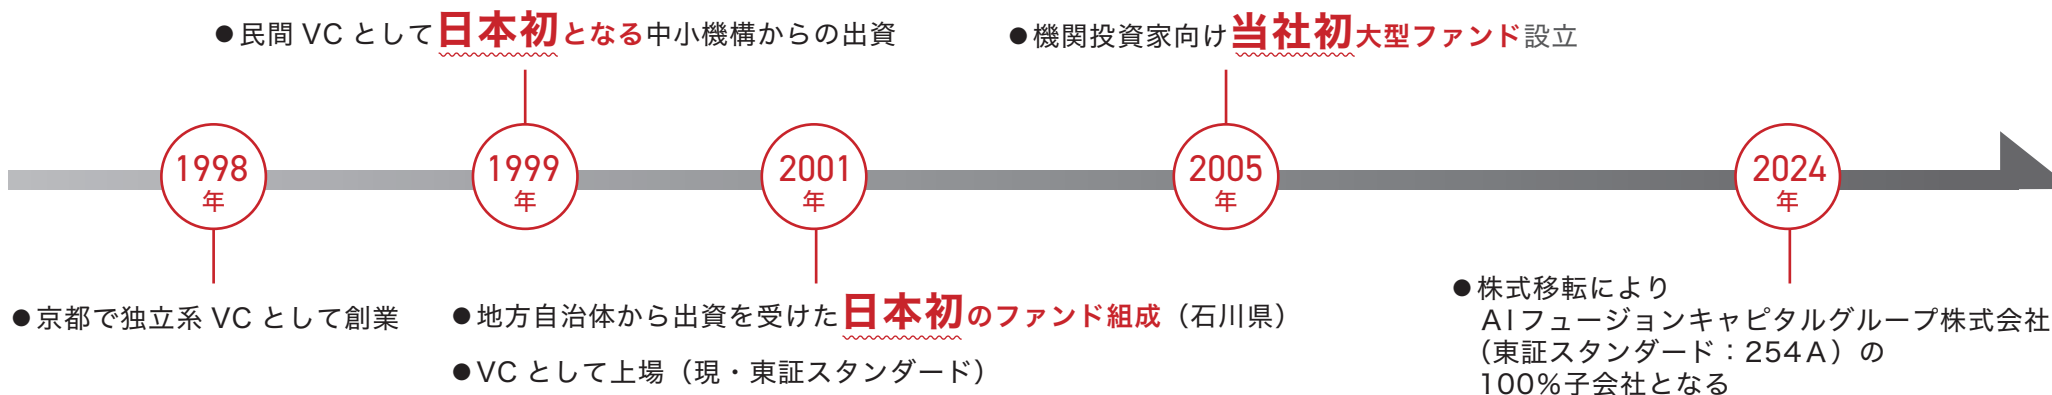 ●民間 VC として日本初となる中小機構からの出資
●機関投資家向け当社初大型ファンド設立
1998
年
1999
年
2001
年
2005
年
2024
年
●京都で独立系 VC として創業
●地方自治体から出資を受けた日本初のファンド組成（石川県）
●VC として上場（現・東証スタンダード）
●株式移転により
AIフュージョンキャピタルグループ株式会社
（東証スタンダード：254A）の
100%子会社となる